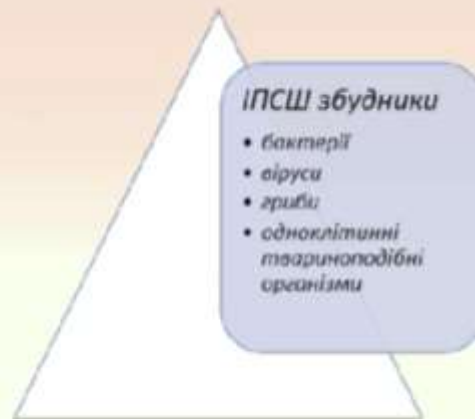 ІПСШ збудники
• бактерії
• віруси
• гриби
• одноклітинні
твариноподібні
організми